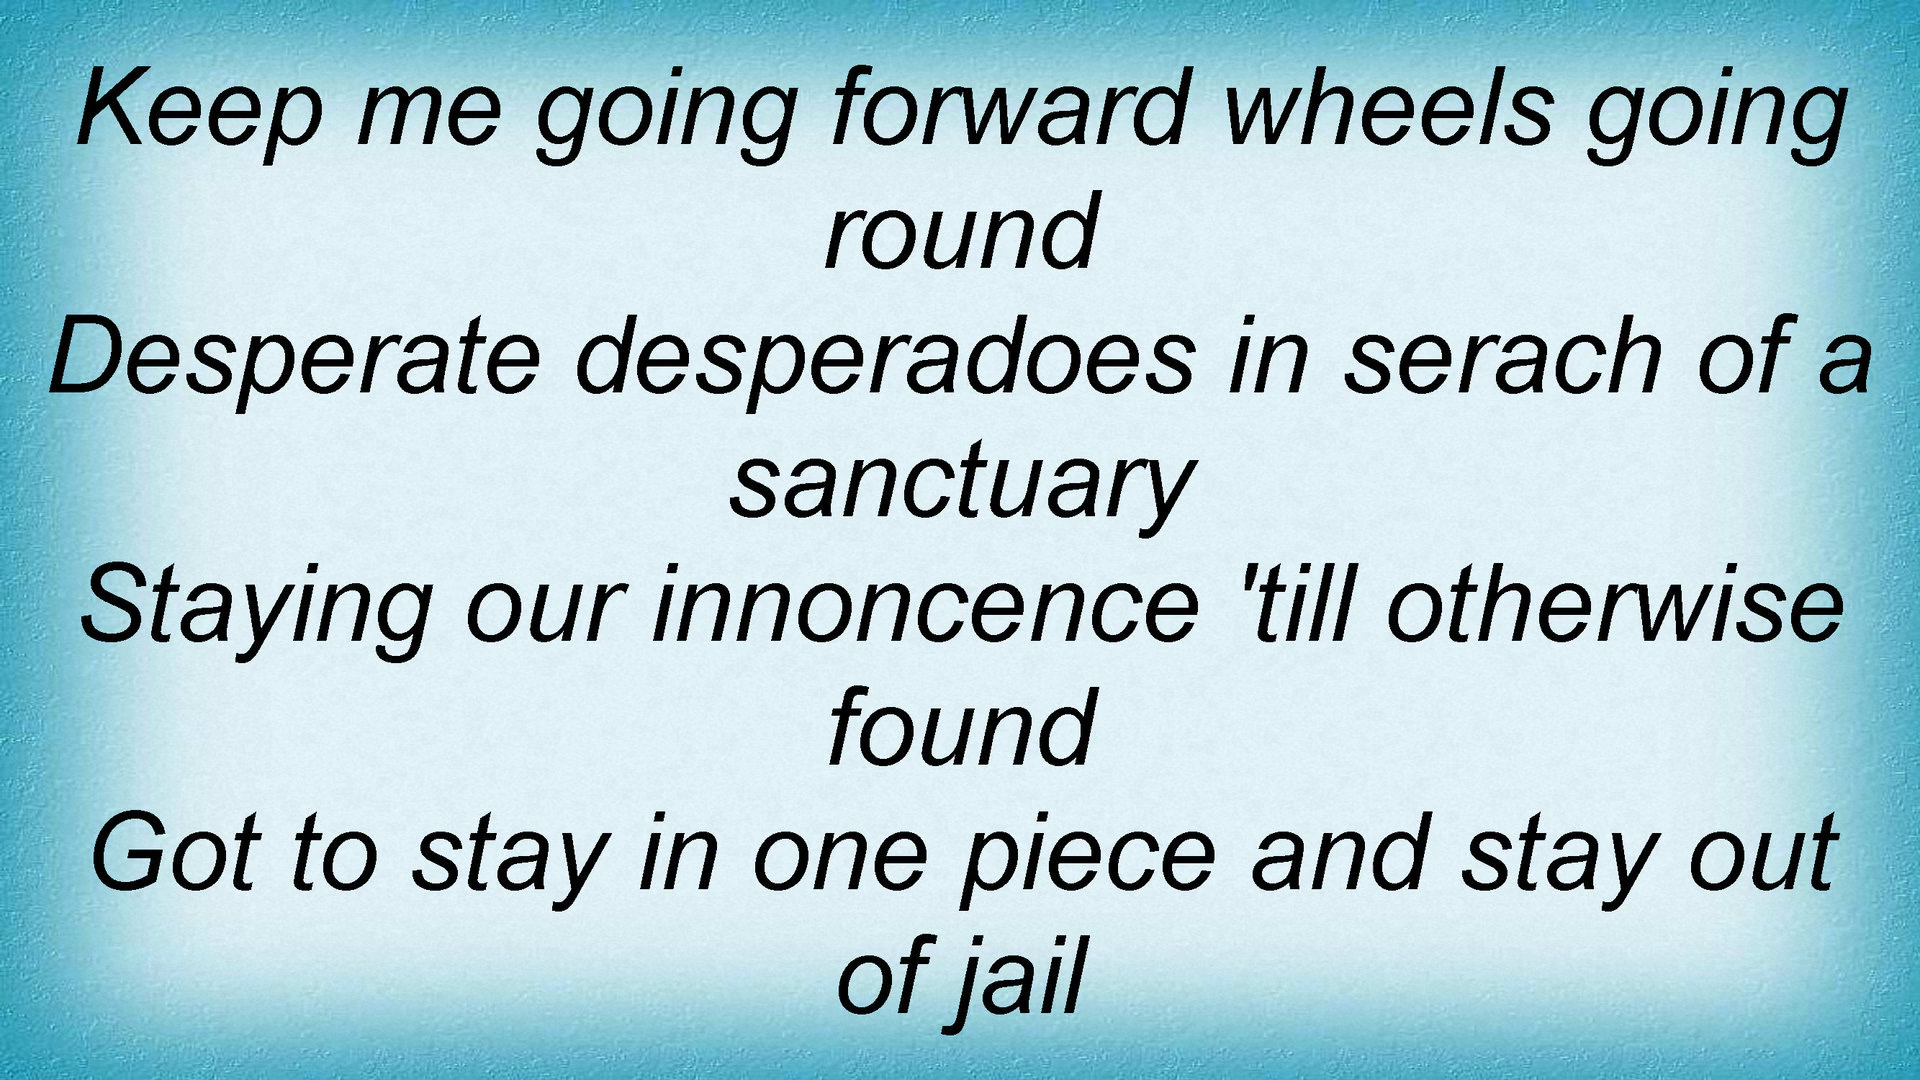 Keep me going forward wheels going
round
Desperate desperadoes in serach of a
sanctuary
Staying our innoncence 'till otherwise
found
Got to stay in one piece and stay out
of jail